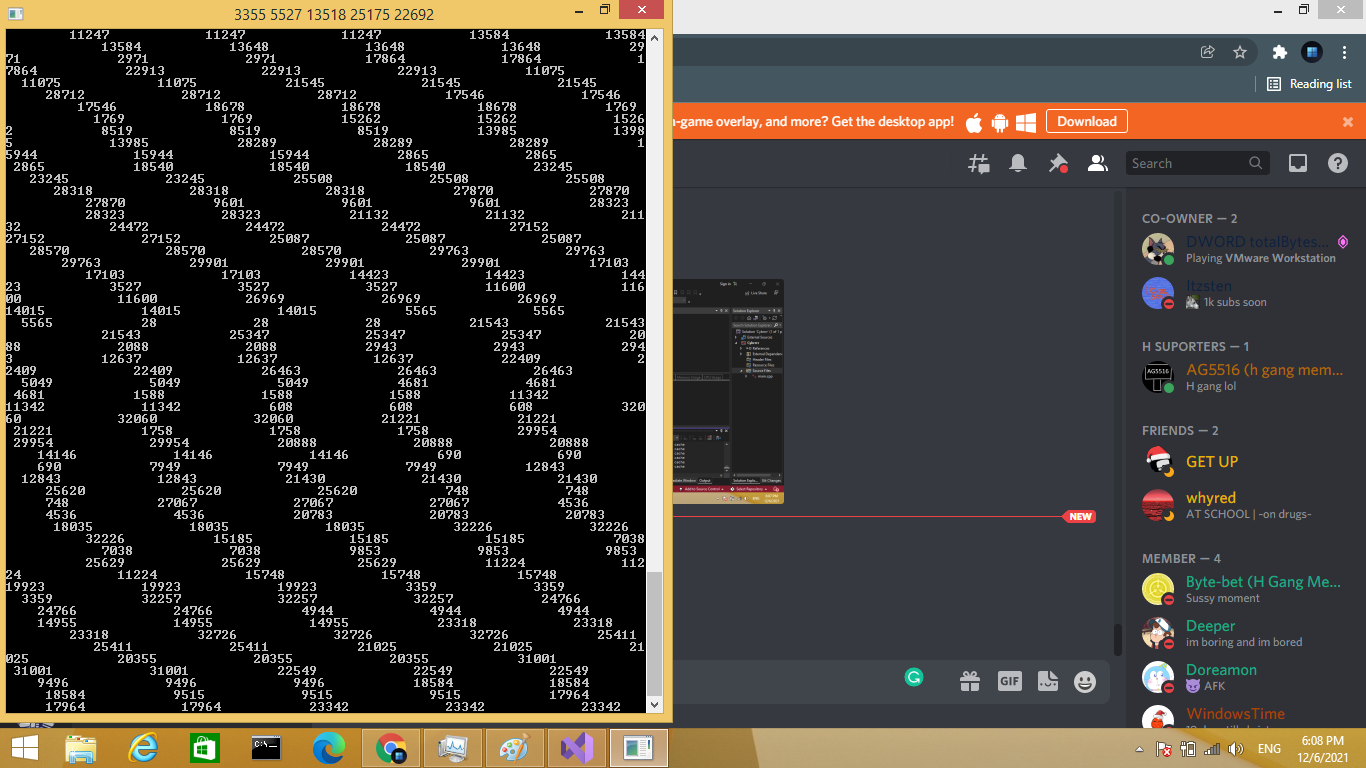 3355 5527 13518 25175 22692
11247 11247 11247 13584 13584
13584 13648 13648 13648 29
71 2971 2971 17864 17864 1
7864 22913 22913 22913 11075
11075 11075 21545 21545 21545
28712 28712 28712 17546 17546
17546 18678 18678 18678 1769
1769 1769 15262 15262 1526
2 8519 8519 8519 13985 1398
5 13985 28289 28289 28289 1
5944 15944 15944 2865 2865
2865 18540 18540 18540 23245
23245 23245 25508 25508 25508
28318 28318 28318 27870 27870
27870 9601 9601 9601 28323
28323 28323 21132 21132 211
32 24472 24472 24472
27152 27152 25087 25087 25087
28570 28570 28570 29763 29763
29763 29901 29901 29901 17103
17103 17103 14423 14423 144
23 3527 3527 3527 11600 116
00 11600 26969 26969 26969
14015 14015 14015 5565 5565
5565 28 28 28 21543 21543
21543 25347 25347 25347 20
88 2088 2088 2943 2943 294
3 12637 12637 12637 22409 2
2409 22409 26463 26463 26463
5049 5049 5049 4681 4681
4681 1588 1588 1588 11342
11342 11342 608 608 608 320
60 32060 32060 21221 21221
21221 1758 1758 1758 29954
29954 29954 20888 20888 20888
14146 14146 14146 690 690
690 7949 7949 7949 12843
12843 12843 21430 21430 21430
25620 25620 25620 748 748
748 27067 27067 27067 4536
4536 4536 20783 20783 20783
18035 18035 18035 32226 32226
32226 15185 15185 15185 7038
7038 7038 9853 9853 9853
25629 25629 25629 11224 112
24 11224 15748 15748 15748
19923 19923 19923 3359 3359
3359 32257 32257 32257 24766
24766 24766 4944 4944 4944
14955 14955 14955 23318 23318
23318 32726 32726 32726 25411
25411 25411 21025 21025 21
025 20355 20355 20355 31001
31001 31001 22549 22549 22549
9496 9496 9496 18584 18584
18584 9515 9515 9515 17964
17964 17964 23342 23342 23342
Reading list
n-game overlay, and more? Get the desktop app!
Download
Search
CO-OWNER — 2
DWORD totalBytes...
Playing VMware Workstation
Itzsten
1k subs soon
H SUPORTERS — 1
AG5516
AG5516 (h gang mem...
H gang lol
FRIENDS — 2
GET UP
whyred
AT SCHOOL | -on drugs-
NEW
MEMBER — 4
Byte-bet (H Gang Me...
Sussy moment
Deeper
im boring and im bored
Doreamon
AFK
WindowsTime
GIF
C:\_
ENG
6:08 PM
12/6/2021